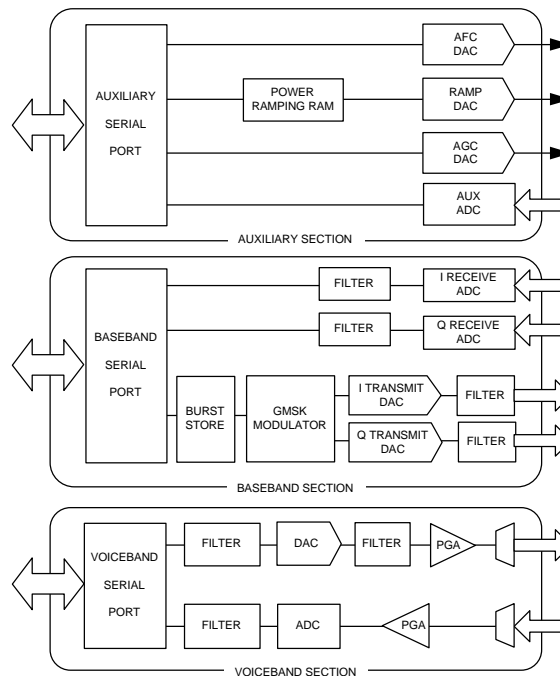 AUXILIARY
SERIAL
PORT
POWER
RAMPING RAM
AFC
DAC
RAMP
DAC
AGC
DAC
AUX
ADC
AUXILIARY SECTION
BASEBAND
SERIAL
PORT
FILTER
I RECEIVE
ADC
FILTER
Q RECEIVE
ADC
BURST
STORE
GMSK
MODULATOR
I TRANSMIT
DAC
FILTER
Q TRANSMIT
DAC
FILTER
BASEBAND SECTION
VOICEBAND
SERIAL
PORT
FILTER
DAC
FILTER
PGA
FILTER
ADC
PGA
VOICEBAND SECTION